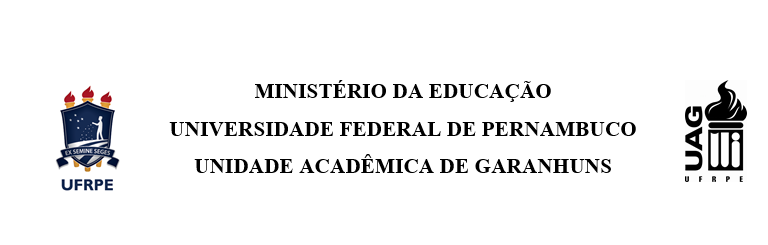 MINISTÉRIO DA EDUCAÇÃO
UNIVERSIDADE FEDERAL DE PERNAMBUCO
UNIDADE ACADÊMICA DE GARANHUNS
EX SEMINE SEGES
UFRPE
UAG
UFRPE